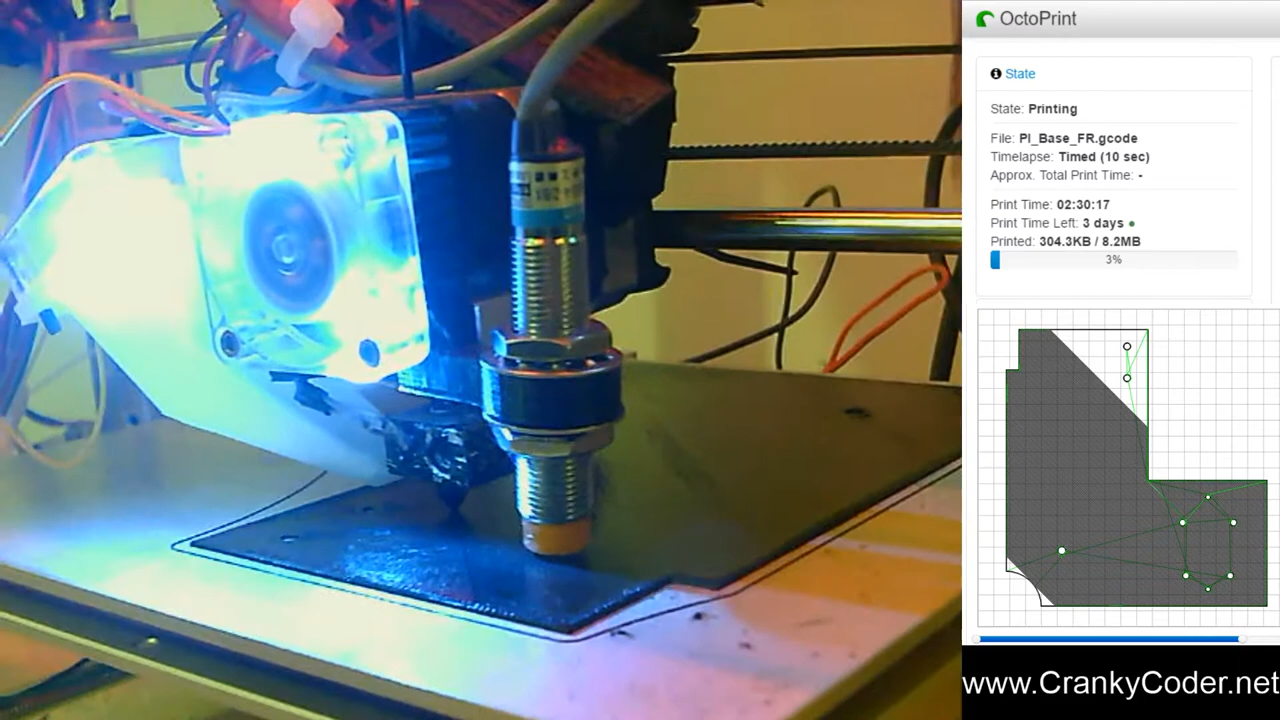 OctoPrint
State
State: Printing
File: PI_Base_FR.gcode
Timelapse: Timed (10 sec)
Approx. Total Print Time: -
Print Time: 02:30:17
Print Time Left: 3 days
Printed: 304.3KB / 8.2MB
3%
www.CrankyCoder.net